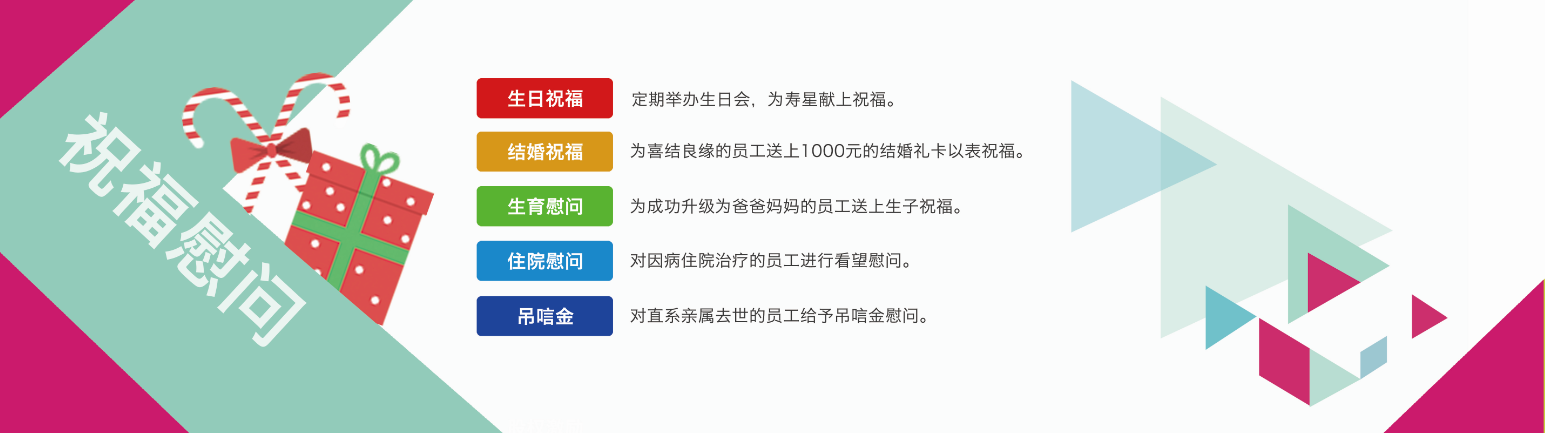 祝福慰问
生日祝福 定期举办生日会，为寿星献上祝福。
结婚祝福 为喜结良缘的员工送上1000元的结婚礼卡以表祝福。
生育慰问 为成功升级为爸爸妈妈的员工送上生子祝福。
住院慰问 对因病住院治疗的员工进行看望慰问。
吊唁金 对直系亲属去世的员工给予吊唁金慰问。